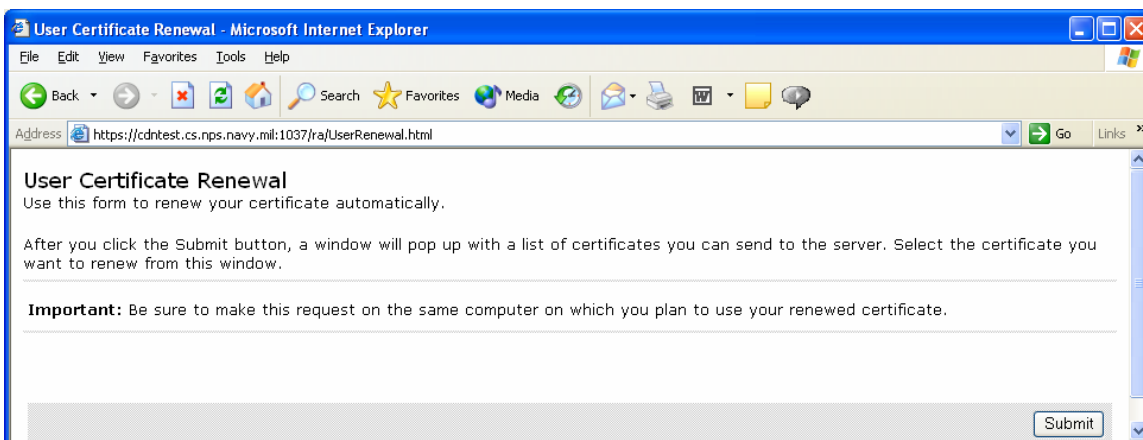 User Certificate Renewal - Microsoft Internet Explorer
File Edit View Favorites Tools Help
Back Search Favorites Media
Address https://cdntest.cs.nps.navy.mil:1037/ra/UserRenewal.html Go Links »
User Certificate Renewal
Use this form to renew your certificate automatically.
After you click the Submit button, a window will pop up with a list of certificates you can send to the server. Select the certificate you
want to renew from this window.
Important: Be sure to make this request on the same computer on which you plan to use your renewed certificate.
Submit